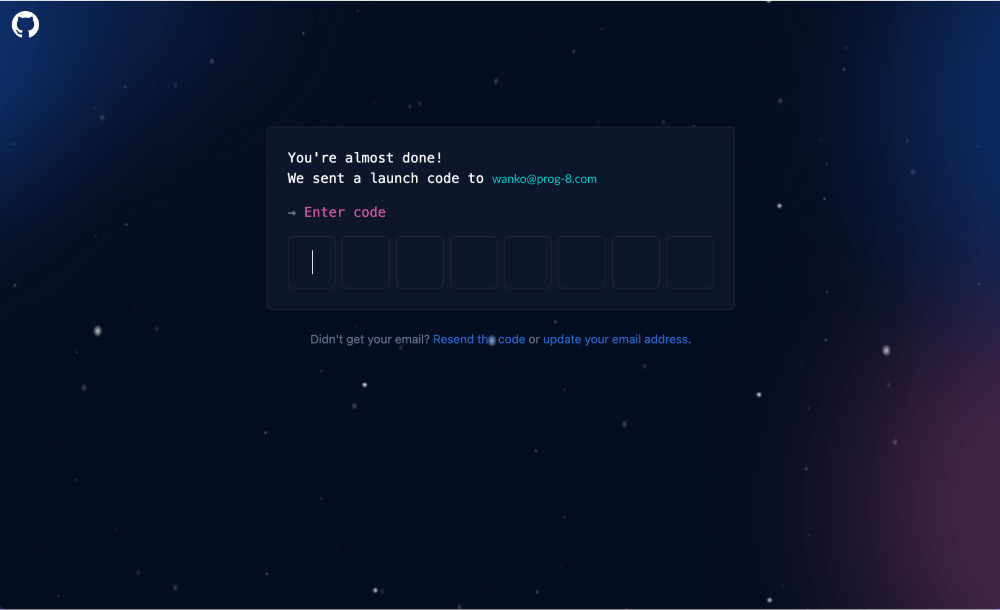 You're almost done!
We sent a launch code to wanko@prog-8.com
→ Enter code
Didn't get your email? Resend the code or update your email address.